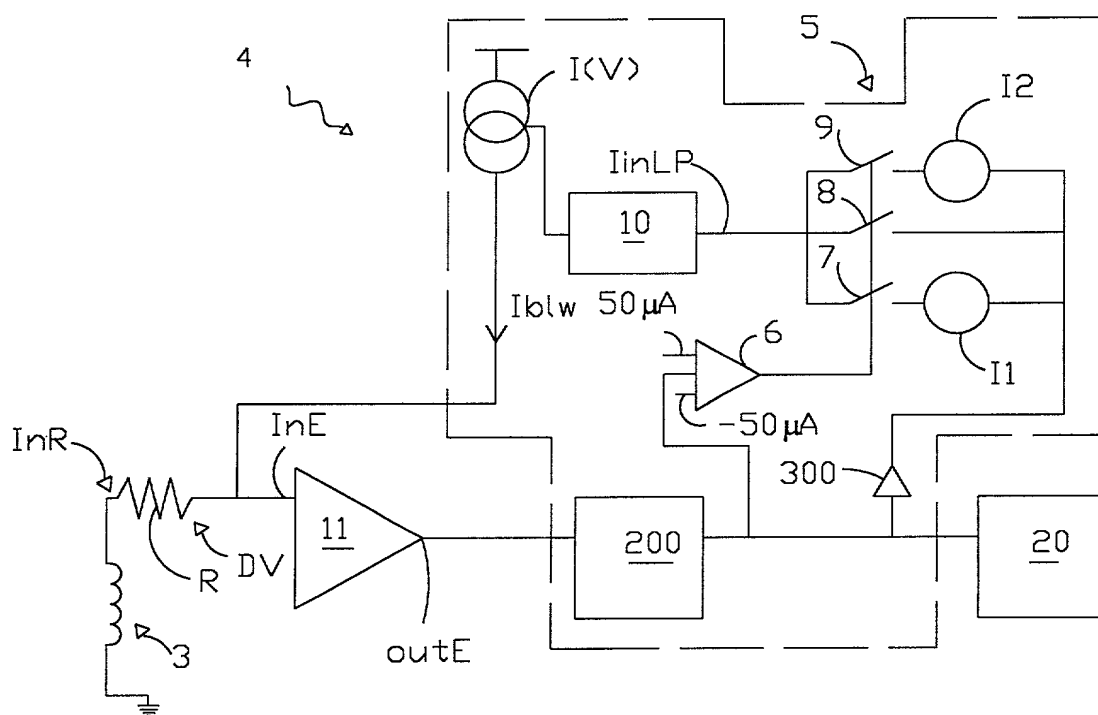 4
5
I(V)
I2
9
IinLP
8
10
7
Iblw
50μA
6
I1
-50μA
InE
InR
300
11
200
20
DV
R
3
outE